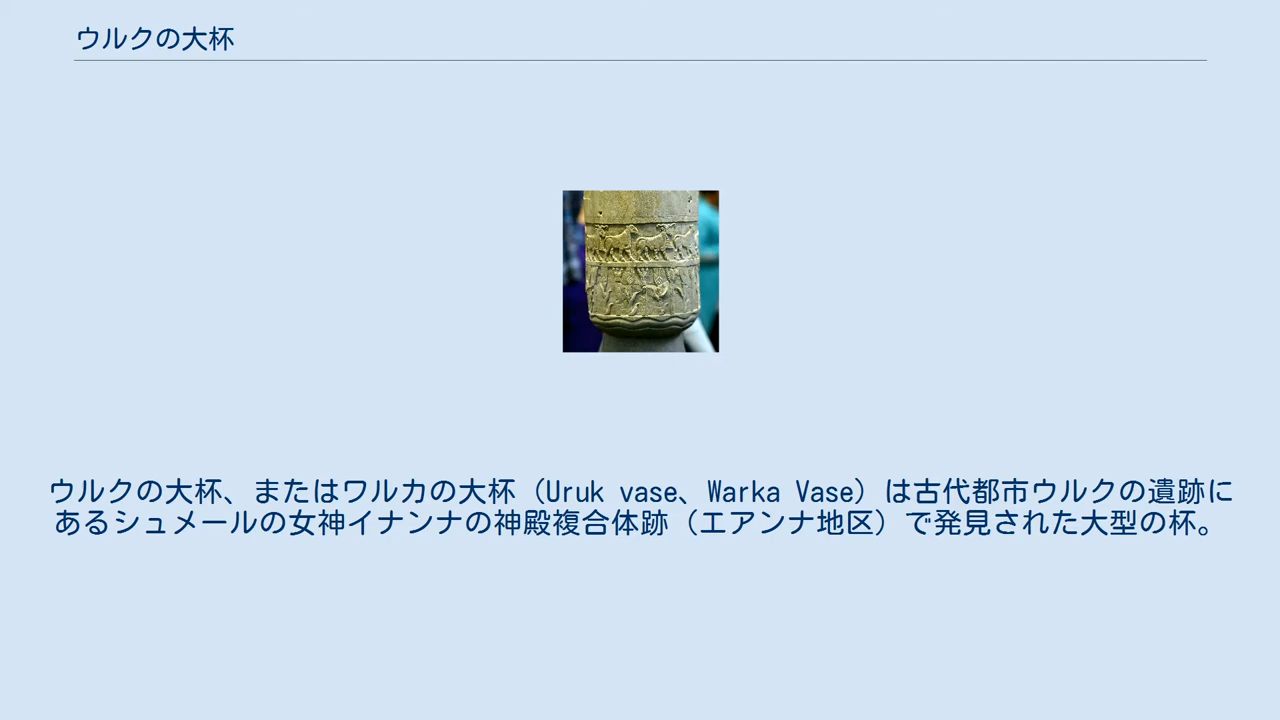 ウルクの大杯
ウルクの大杯、またはワルカの大杯（Uruk vase、Warka Vase）は古代都市ウルクの遺跡に
あるシュメールの女神イナンナの神殿複合体跡（エアンナ地区）で発見された大型の杯。